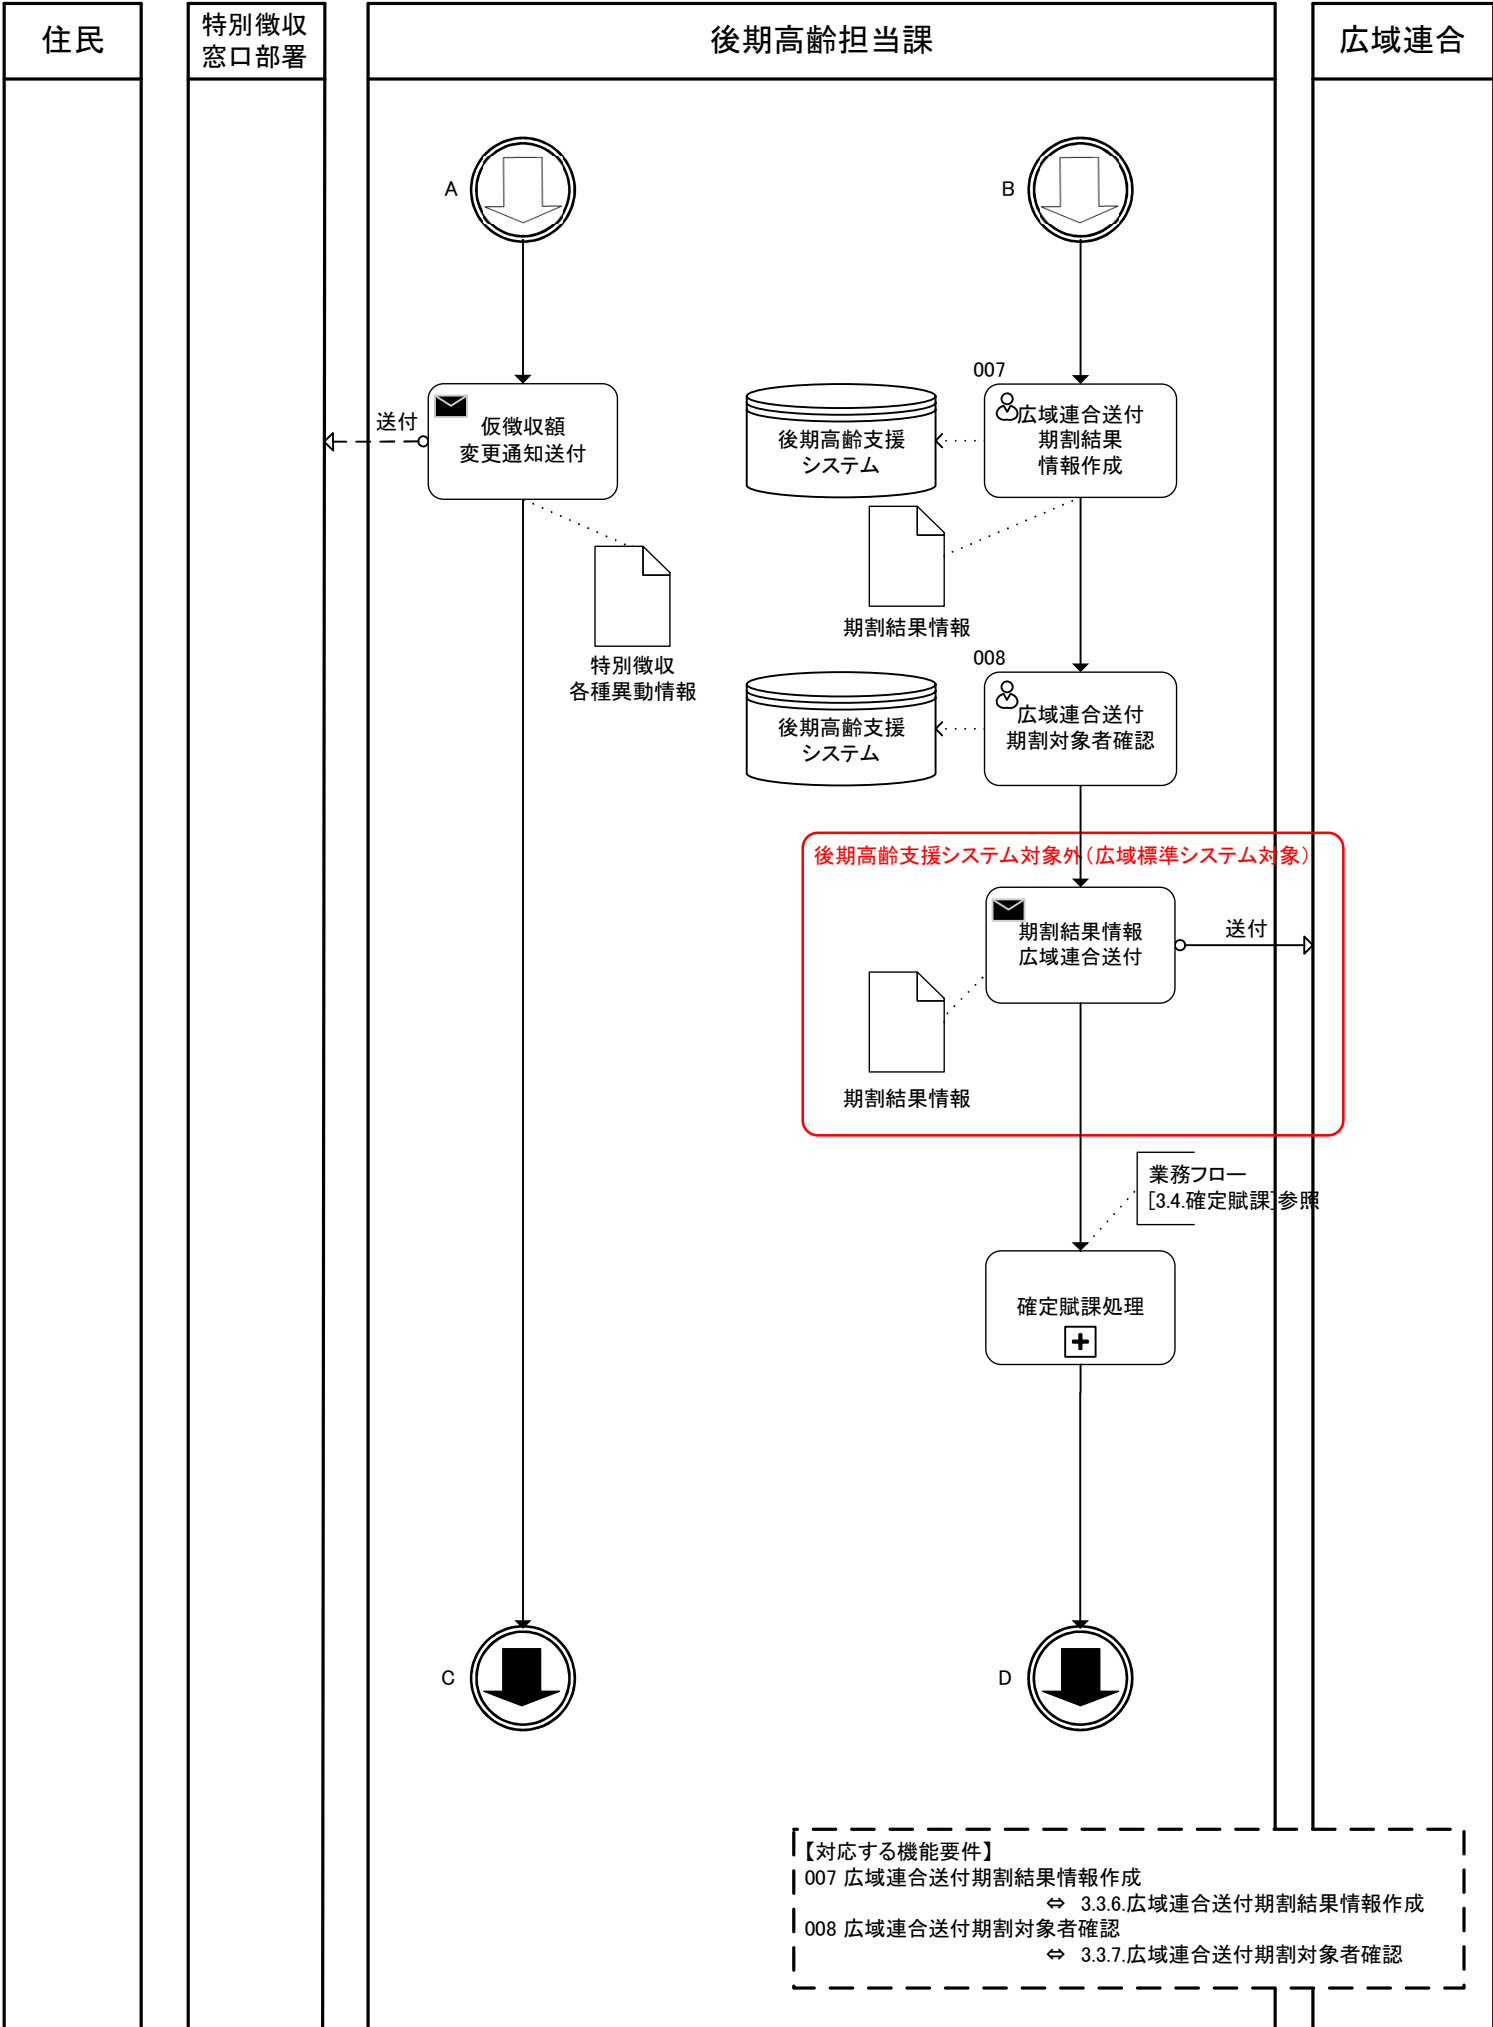 住民
特別徴収
窓口部署
後期高齢担当課
広域連合
A
B
送付
仮徴収額
変更通知送付
特別徴収
各種異動情報
007
広域連合送付
期割結果
情報作成
後期高齢支援
システム
期割結果情報
008
広域連合送付
期割対象者確認
後期高齢支援
システム
後期高齢支援システム対象外（広域標準システム対象）
期割結果情報
広域連合送付
送付
期割結果情報
業務フロー
[3.4.確定賦課]参照
確定賦課処理
C
D
【対応する機能要件】
007 広域連合送付期割結果情報作成
⇔ 3.3.6.広域連合送付期割結果情報作成
008 広域連合送付期割対象者確認
⇔ 3.3.7.広域連合送付期割対象者確認